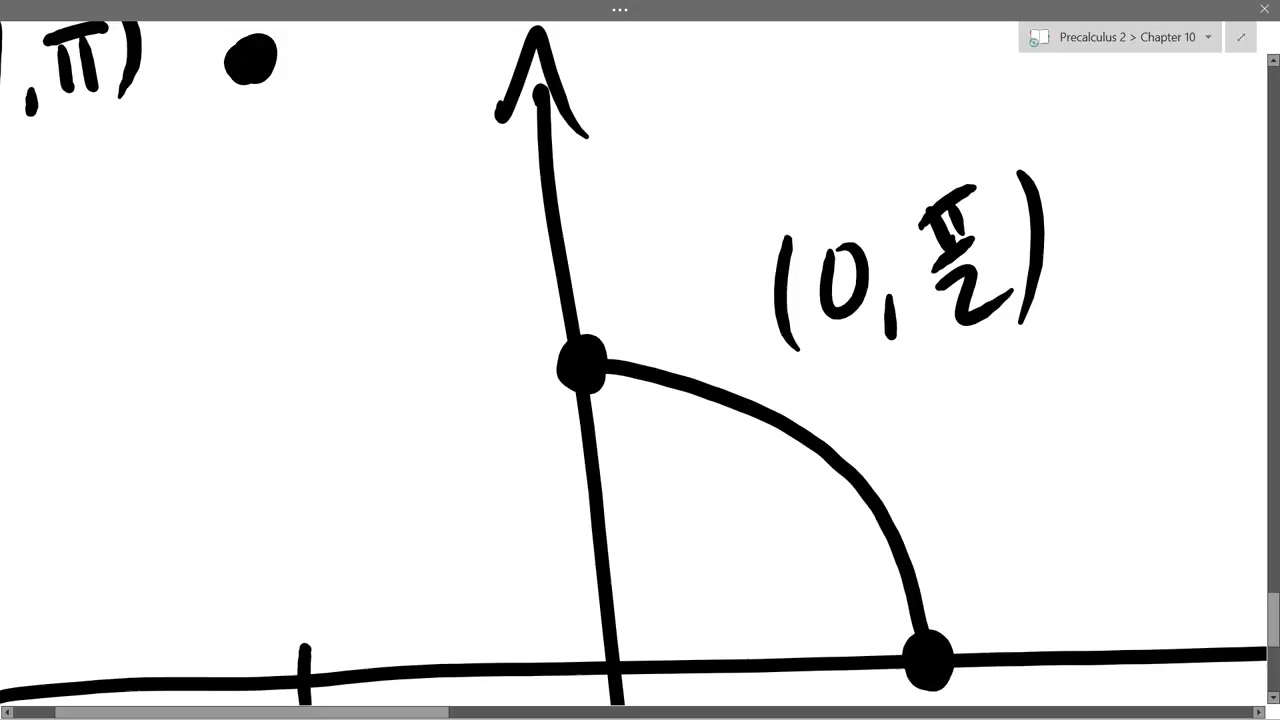 Precalculus 2 > Chapter 10
, π)
(0, π/2)